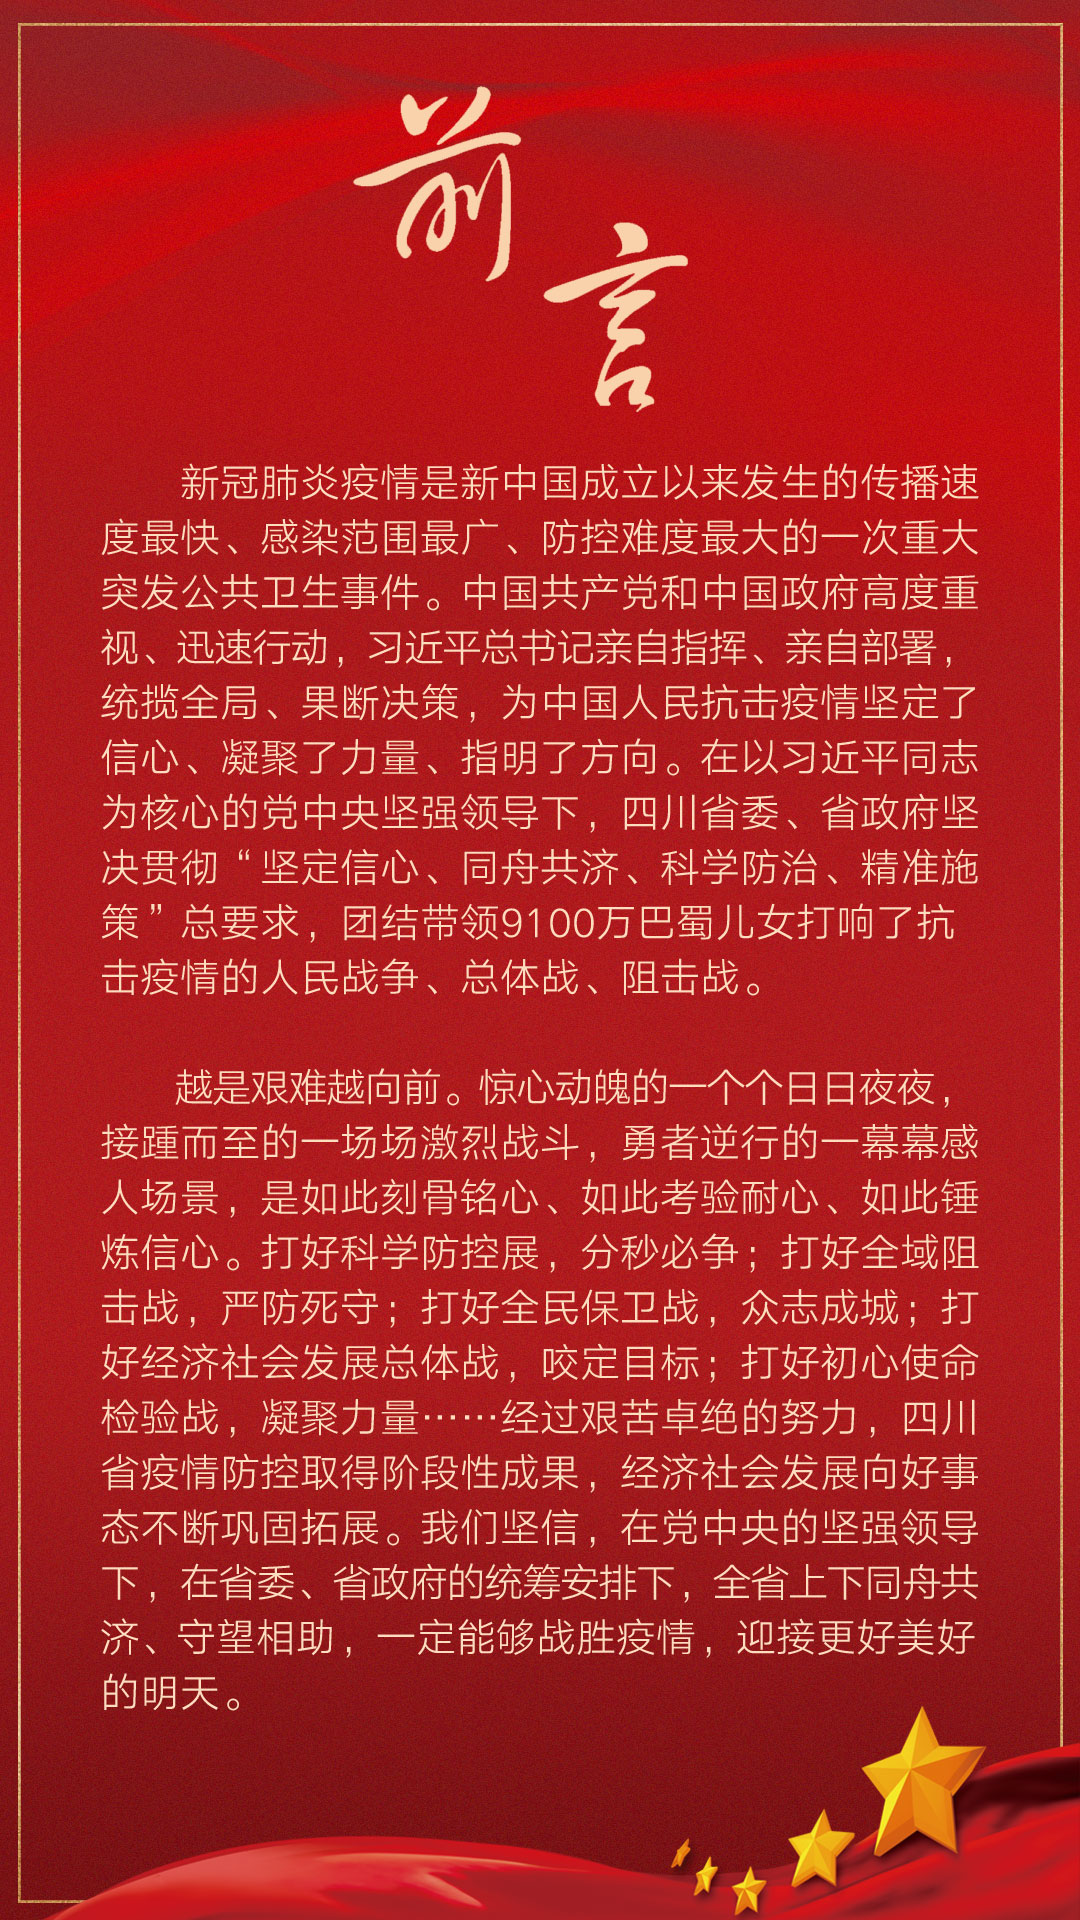 前
言
新冠肺炎疫情是新中国成立以来发生的传播速
度最快、感染范围最广、防控难度最大的一次重大
突发公共卫生事件。中国共产党和中国政府高度重
视、迅速行动，习近平总书记亲自指挥、亲自部署，
统揽全局、果断决策，为中国人民抗击疫情坚定了
信心、凝聚了力量、指明了方向。在以习近平同志
为核心的党中央坚强领导下，四川省委、省政府坚
决贯彻“坚定信心、同舟共济、科学防治、精准施
策”总要求，团结带领9100万巴蜀儿女打响了抗
击疫情的人民战争、总体战、阻击战。
越是艰难越向前。惊心动魄的一个个日日夜夜，
接踵而至的一场场激烈战斗，勇者逆行的一幕幕感
人场景，是如此刻骨铭心、如此考验耐心、如此锤
炼信心。打好科学防控展，分秒必争；打好全域阻
击战，严防死守；打好全民保卫战，众志成城；打
好经济社会发展总体战，咬定目标；打好初心使命
检验战，凝聚力量……经过艰苦卓绝的努力，四川
省疫情防控取得阶段性成果，经济社会发展向好事
态不断巩固拓展。我们坚信，在党中央的坚强领导
下，在省委、省政府的统筹安排下，全省上下同舟共
济、守望相助，一定能够战胜疫情，迎接更好美好
的明天。